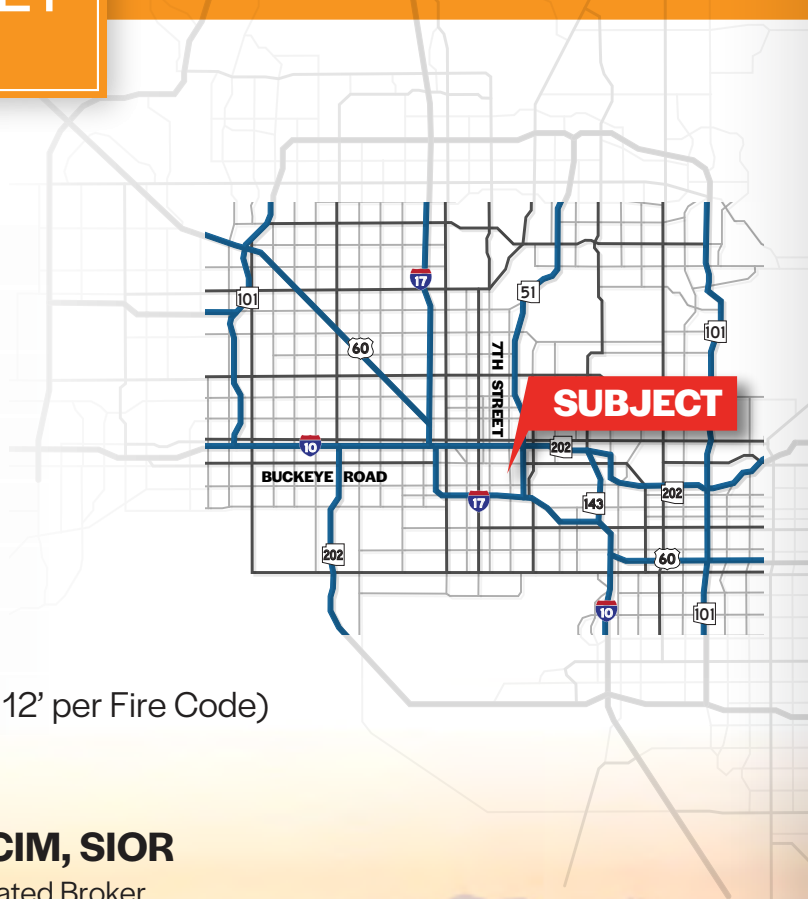 17
101
51
101
60
7TH STREET
SUBJECT
10
202
BUCKEYE ROAD
202
17
143
202
60
10
101
12’ per Fire Code)
CIM, SIOR
ated Broker